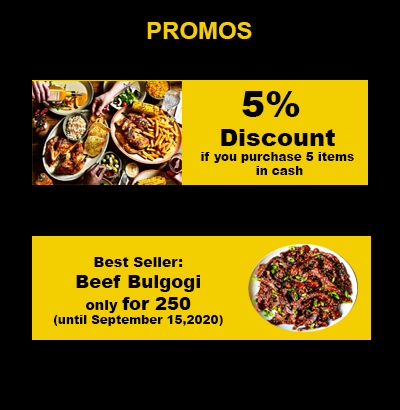 PROMOS
5%
Discount
if you purchase 5 items
in cash
Best Seller:
Beef Bulgogi
only for 250
(until September 15,2020)